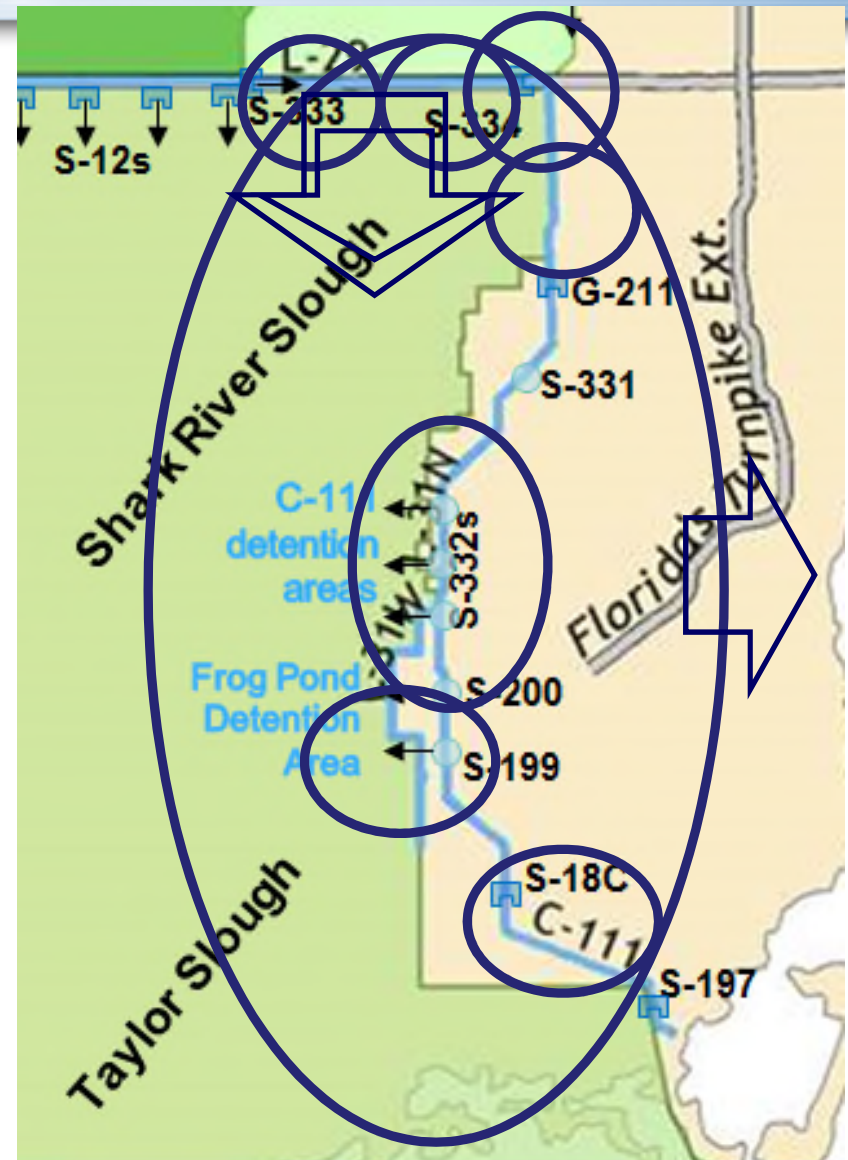 L-29
S-333
S-334
S-12s
Shark River Slough
G-211
S-331
Florida's Turnpike Ext.
C-111
detention
areas
S-332s
Frog Pond
Detention
Area
S-200
S-199
S-18C
C-111
S-197
Taylor Slough